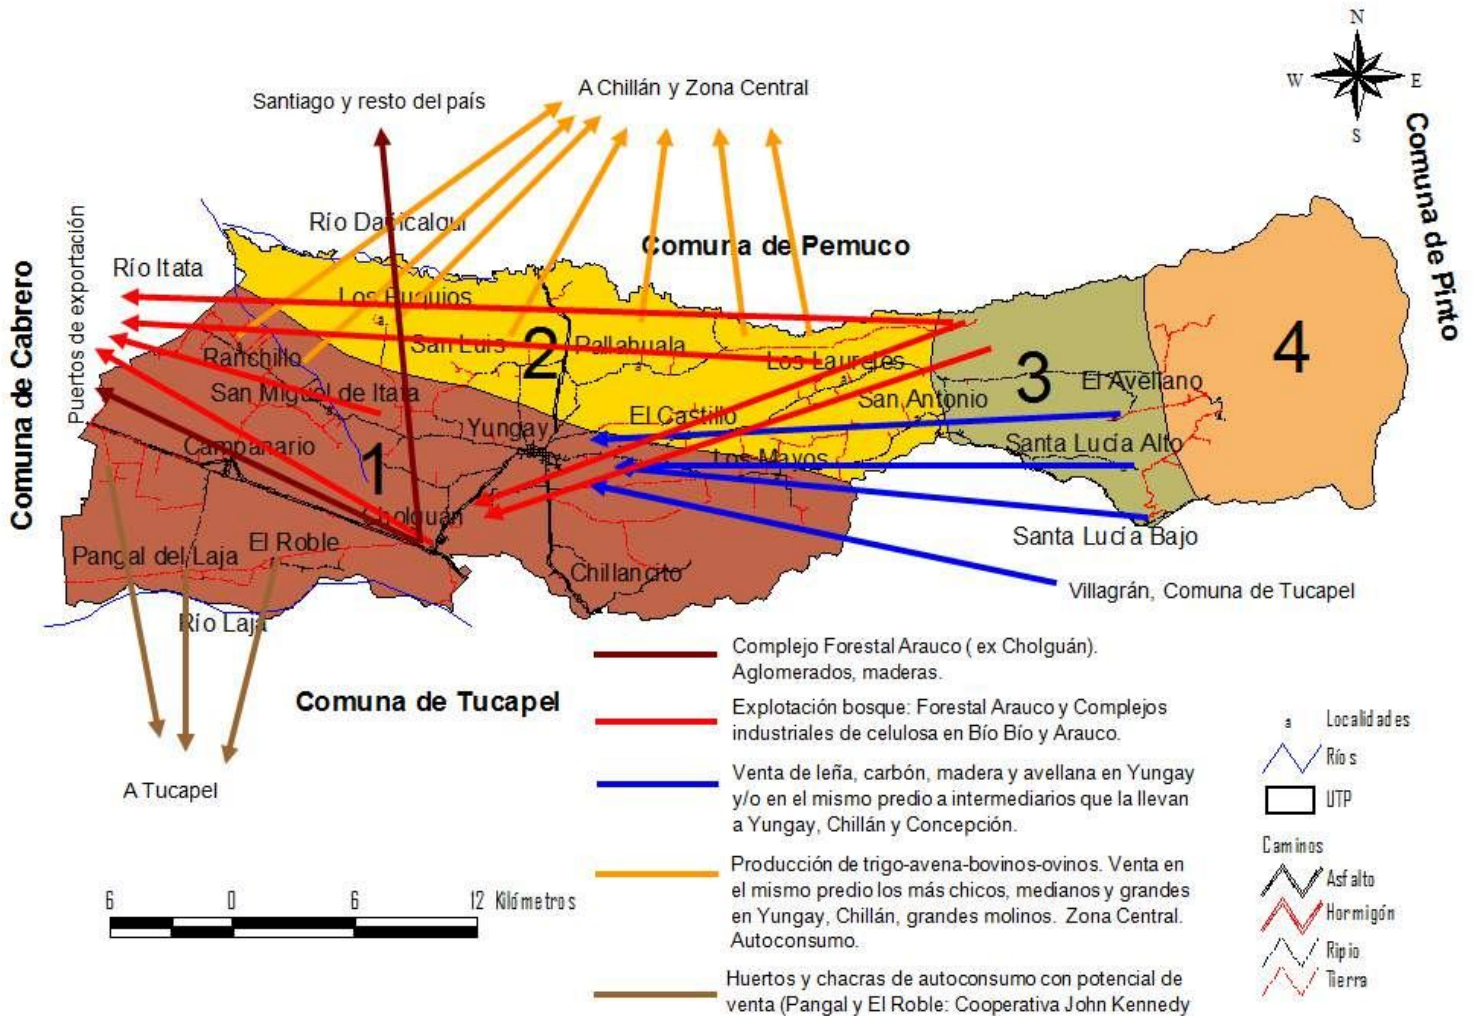 N
W
E
S
A Chillán y Zona Central
Santiago y resto del país
Comuna de Pinto
Río Dañicalqui
Comuna de Pemuco
Río Itata
Puertos de exportación
Comuna de Cabrero
Los Huquios
San Luis
2
Pallahuala
Los Laureles
Ranchillo
San Miguel de Itata
3
El Avellano
4
San Antonio
El Castillo
Yungay
Campanario
1
Santa Lucía Alto
Los Mayos
Cholguán
Santa Lucía Bajo
El Roble
Pangal del Laja
Chillancito
Villagrán, Comuna de Tucapel
Río Laja
Comuna de Tucapel
A Tucapel
Complejo Forestal Arauco ( ex Cholguán).
Aglomerados, maderas.
Explotación bosque: Forestal Arauco y Complejos
industriales de celulosa en Bío Bío y Arauco.
Venta de leña, carbón, madera y avellana en Yungay
y/o en el mismo predio a intermediarios que la llevan
a Yungay, Chillán y Concepción.
Producción de trigo-avena-bovinos-ovinos. Venta en
el mismo predio los más chicos, medianos y grandes
en Yungay, Chillán, grandes molinos. Zona Central.
Autoconsumo.
Huertos y chacras de autoconsumo con potencial de
venta (Pangal y El Roble: Cooperativa John Kennedy
a Localidades
Ríos
UTP
Caminos
Asfalto
Hormigón
Ripio
Tierra
6 0 6 12 Kilómetros